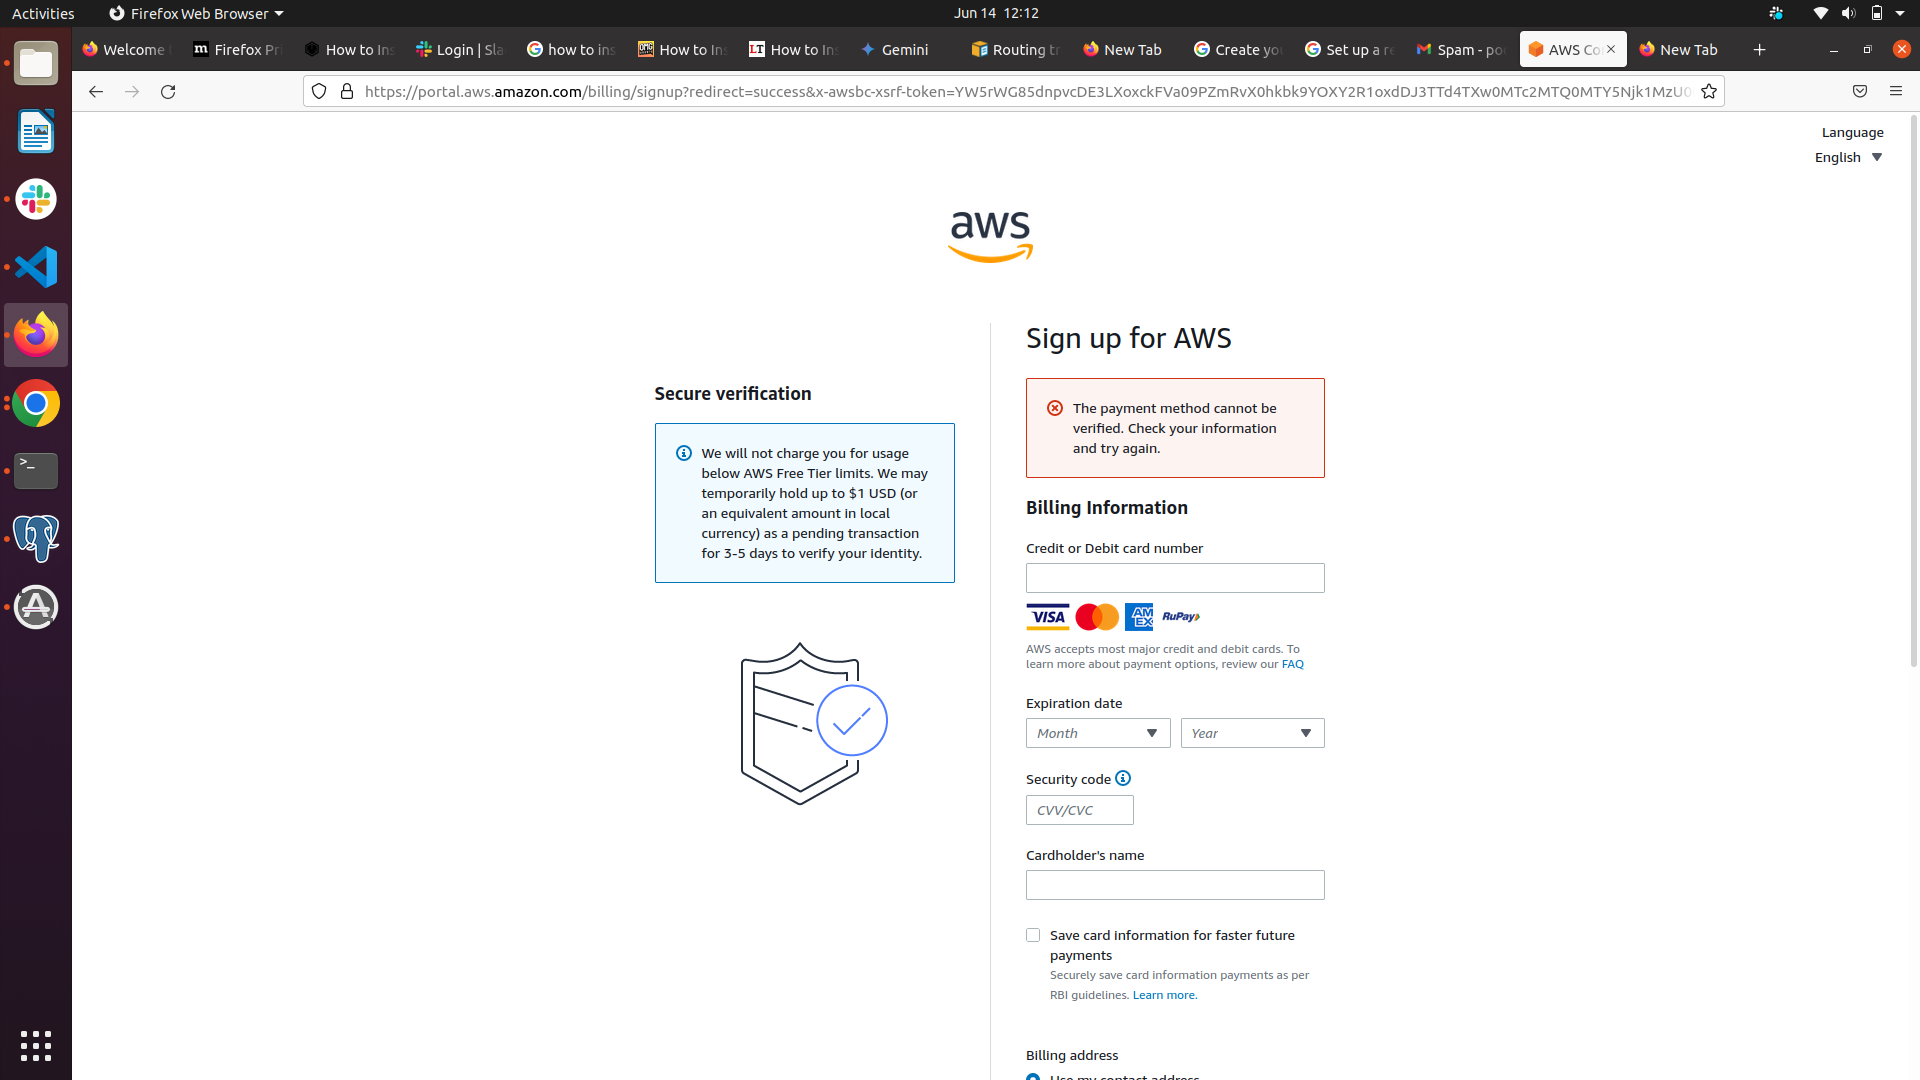 Activities
Firefox Web Browser
Jun 14 12:12
Welcome
Firefox Pri
How to Ins
Login | Sla
how to ins
How to Ins
How to Ins
Gemini
Routing tr
New Tab
Create you
Set up a re
Spam - po
AWS Co
New Tab
https://portal.aws.amazon.com/billing/signup?redirect=success&x-awsbc-xsrf-token=YW5rWG85dnpvcDE3LXoxckFVa09PZmRvX0hkbk9YOXY2R1oxdDJ3TTd4TXw0MTc2MTQ0MTY5Njk1MzU0
Language
English
aws
Sign up for AWS
Secure verification
We will not charge you for usage
below AWS Free Tier limits. We may
temporarily hold up to $1 USD (or
an equivalent amount in local
currency) as a pending transaction
for 3-5 days to verify your identity.
The payment method cannot be
verified. Check your information
and try again.
Billing Information
Credit or Debit card number
VISA
AM
EX
RuPay
AWS accepts most major credit and debit cards. To
learn more about payment options, review our FAQ
Expiration date
Month
Year
Security code
CVV/CVC
Cardholder's name
Save card information for faster future
payments
Securely save card information payments as per
RBI guidelines. Learn more.
Billing address
Use my contact address